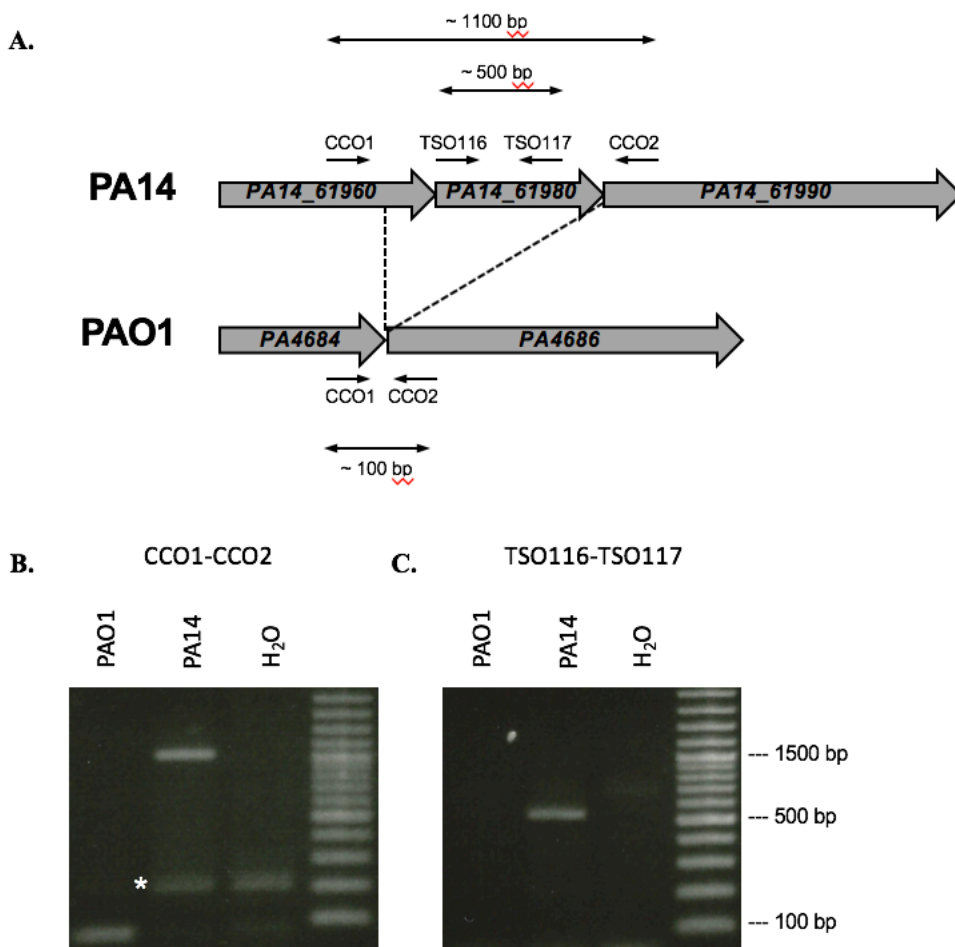 A.
~ 1100 bp
~ 500 bp
CCO1 TSO116 TSO117 CCO2
PA14 PA14_61960 PA14_61980 PA14_61990
PAO1 PA4684 PA4686
CCO1 CCO2
~ 100 bp
B. CCO1-CCO2 C. TSO116-TSO117
PAO1 PA14 H₂O PAO1 PA14 H₂O
--- 1500 bp
--- 500 bp
*
--- 100 bp